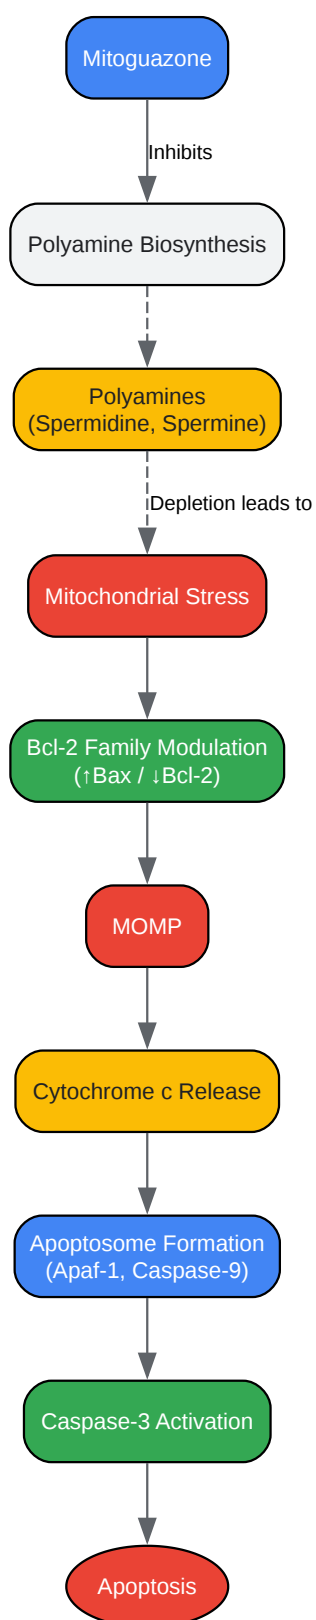 Mitoguazone
Inhibits
Polyamine Biosynthesis
Polyamines
(Spermidine, Spermine)
Depletion leads to
Mitochondrial Stress
Bcl-2 Family Modulation
(↑Bax / ↓Bcl-2)
MOMP
Cytochrome c Release
Apoptosome Formation
(Apaf-1, Caspase-9)
Caspase-3 Activation
Apoptosis